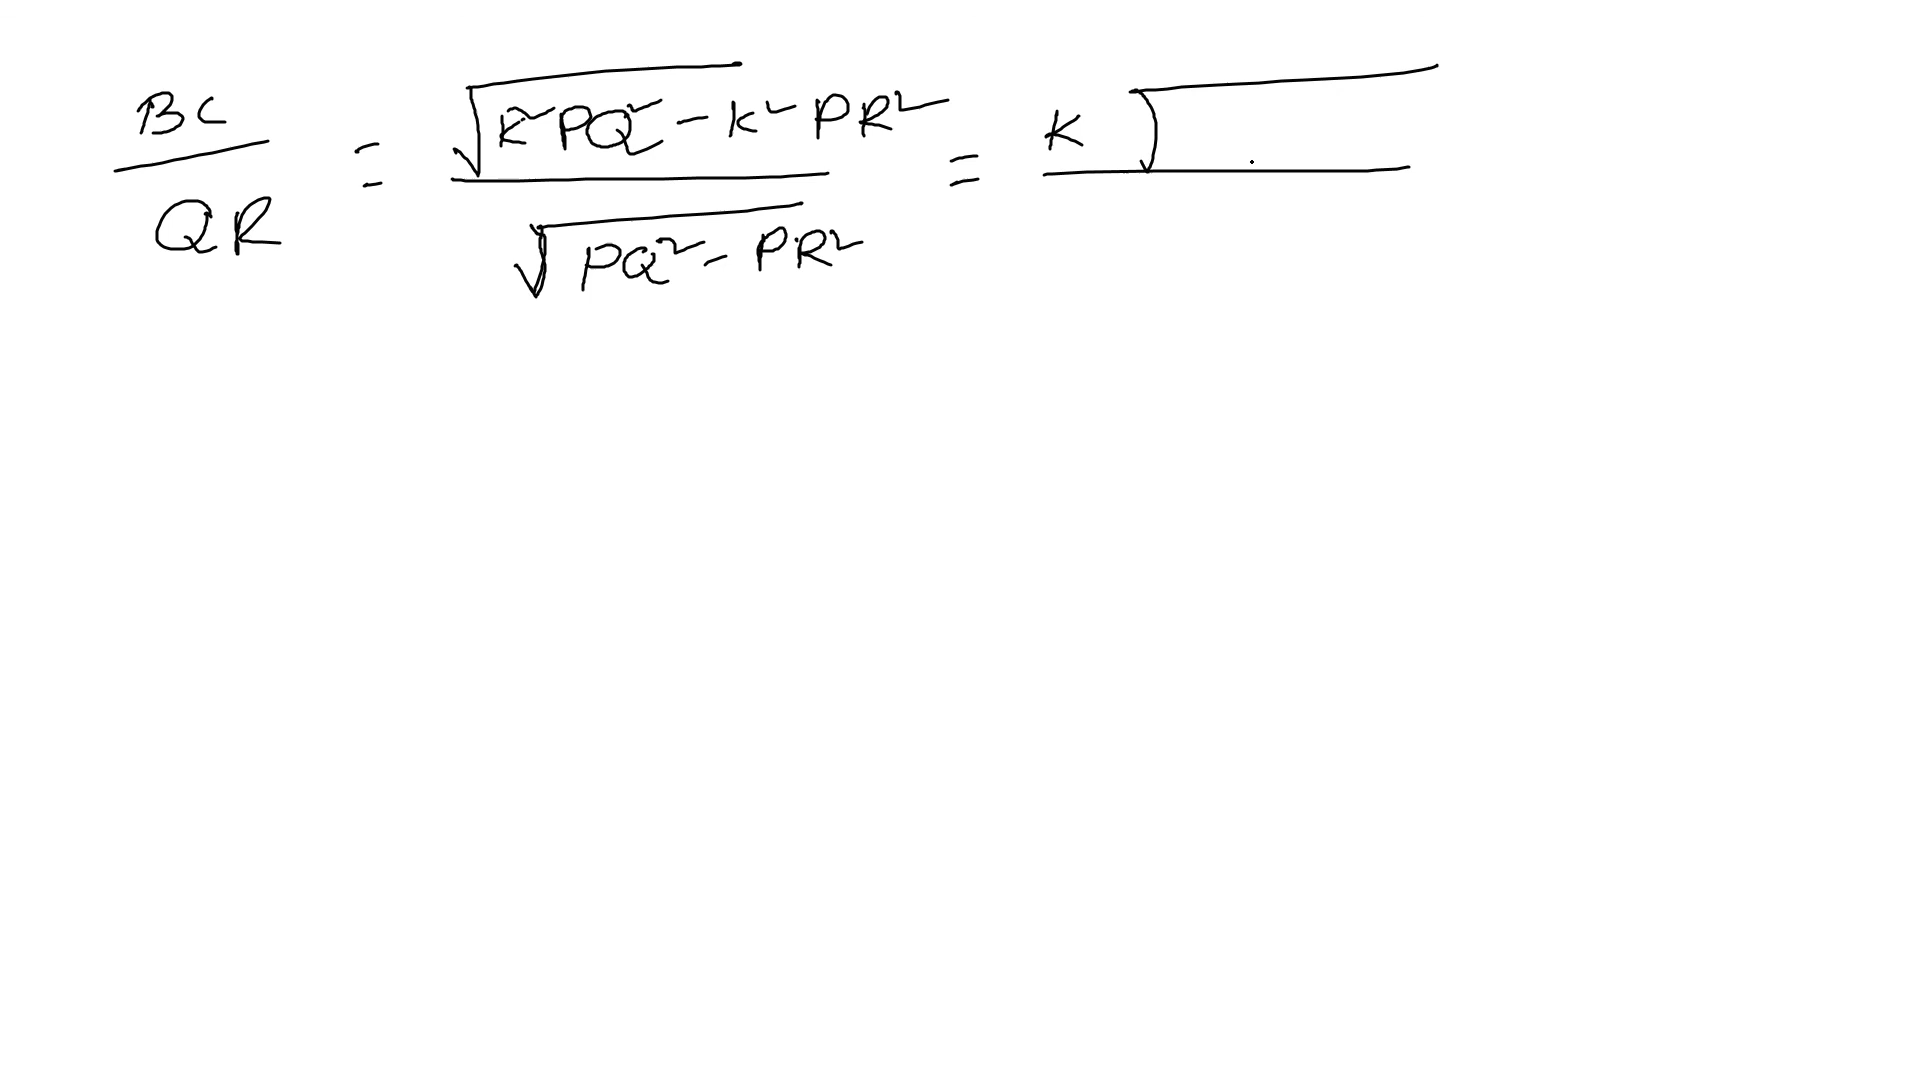 BC/QR = √(K²PQ² - K²PR²)/√(PQ² - PR²) = K√